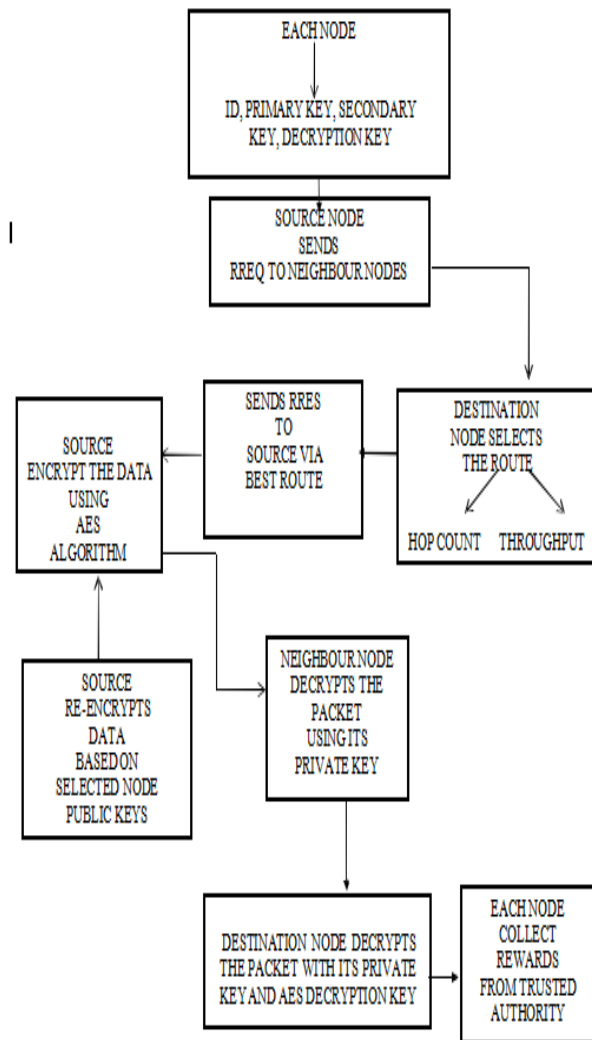 EACH NODE
ID, PRIMARY KEY, SECONDARY
KEY, DECRYPTION KEY
SOURCE NODE
SENDS
RREQ TO NEIGHBOUR NODES
DESTINATION
NODE SELECTS
THE ROUTE
HOP COUNT THROUGHPUT
SENDS RRES
TO
SOURCE VIA
BEST ROUTE
SOURCE
ENCRYPT THE DATA
USING
AES
ALGORITHM
SOURCE
RE-ENCRYPTS
DATA
BASED ON
SELECTED NODE
PUBLIC KEYS
NEIGHBOUR NODE
DECRYPTS THE
PACKET
USING ITS
PRIVATE KEY
DESTINATION NODE DECRYPTS
THE PACKET WITH ITS PRIVATE
KEY AND AES DECRYPTION KEY
EACH NODE
COLLECT
REWARDS
FROM TRUSTED
AUTHORITY